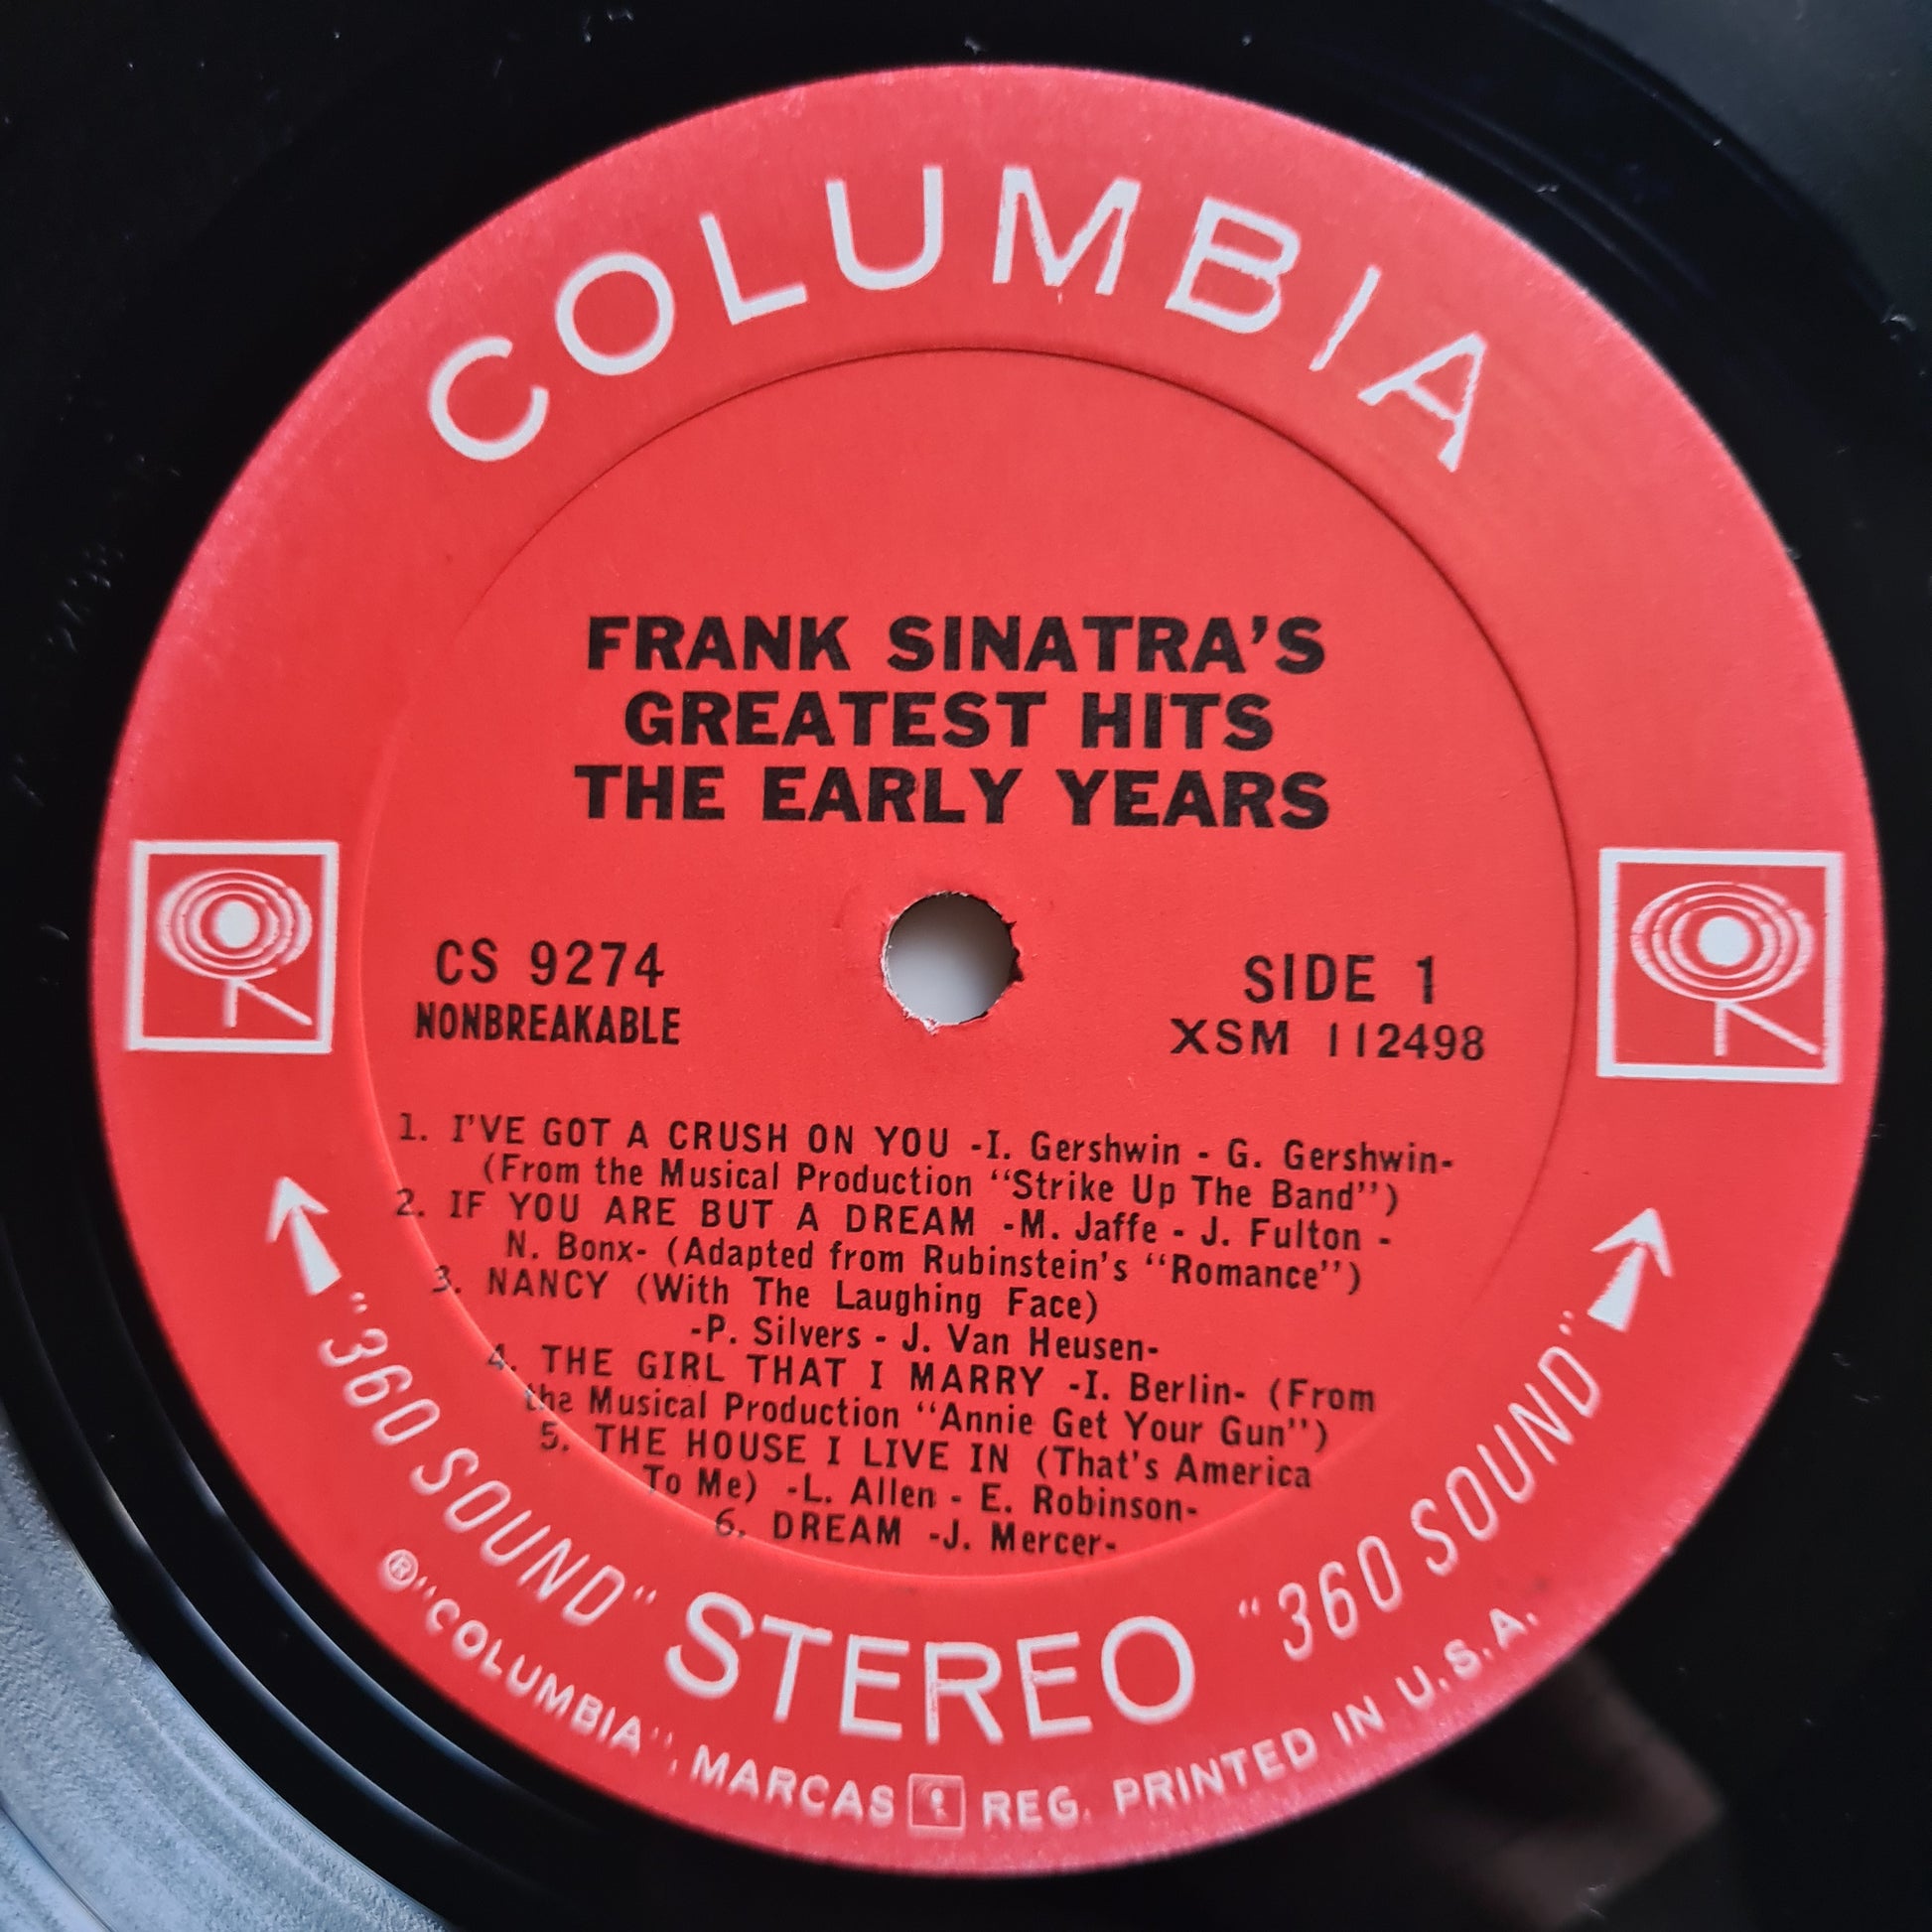 COLUMBIA
FRANK SINATRA'S
GREATEST HITS
THE EARLY YEARS
CS 9274
NONBREAKABLE
SIDE 1
XSM 112498
1. I'VE GOT A CRUSH ON YOU -I. Gershwin - G. Gershwin-
(From the Musical Production "Strike Up The Band")
2. IF YOU ARE BUT A DREAM -M. Jaffe - J. Fulton -
N. Bonx- (Adapted from Rubinstein's "Romance")
3. NANCY (With The Laughing Face)
-P. Silvers - J. Van Heusen-
4. THE GIRL THAT I MARRY -I. Berlin- (From
the Musical Production "Annie Get Your Gun")
5. THE HOUSE I LIVE IN (That's America
To Me) -L. Allen - E. Robinson-
6. DREAM -J. Mercer-
"360 SOUND" STEREO "360 SOUND"
® "COLUMBIA", MARCAS REG. PRINTED IN U.S.A.